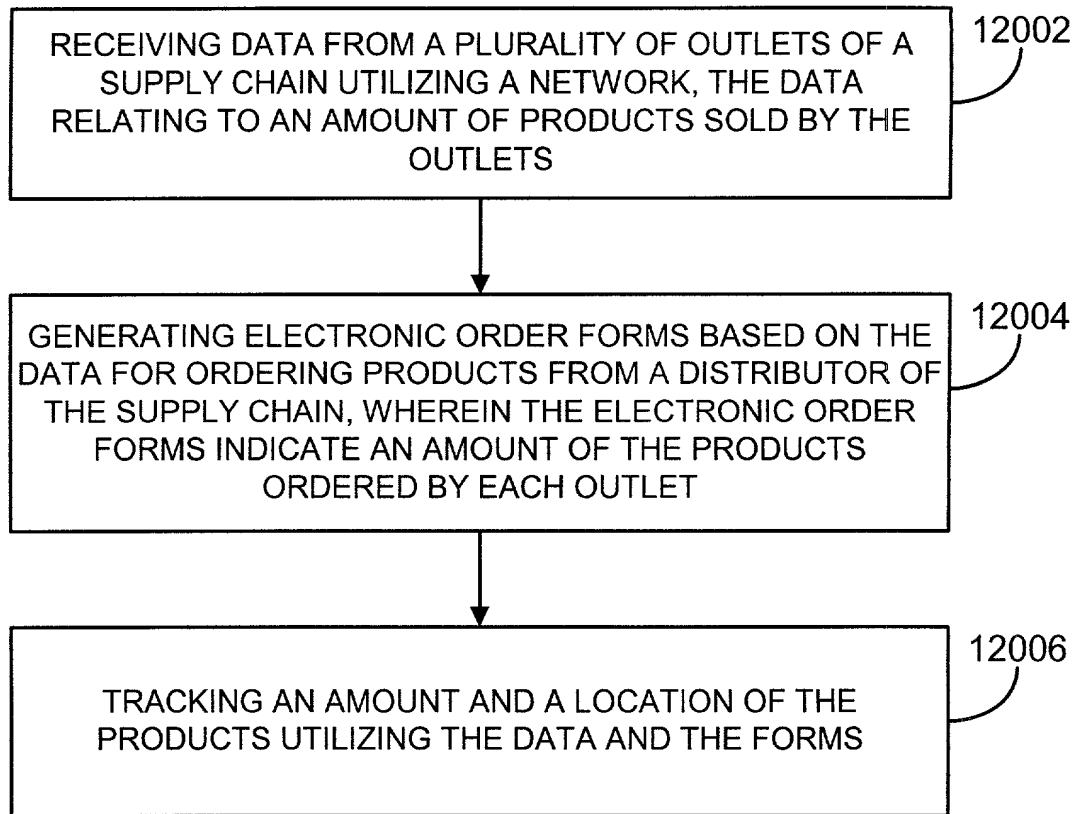 RECEIVING DATA FROM A PLURALITY OF OUTLETS OF A
SUPPLY CHAIN UTILIZING A NETWORK, THE DATA
RELATING TO AN AMOUNT OF PRODUCTS SOLD BY THE
OUTLETS
12002
GENERATING ELECTRONIC ORDER FORMS BASED ON THE
DATA FOR ORDERING PRODUCTS FROM A DISTRIBUTOR OF
THE SUPPLY CHAIN, WHEREIN THE ELECTRONIC ORDER
FORMS INDICATE AN AMOUNT OF THE PRODUCTS
ORDERED BY EACH OUTLET
12004
TRACKING AN AMOUNT AND A LOCATION OF THE
PRODUCTS UTILIZING THE DATA AND THE FORMS
12006